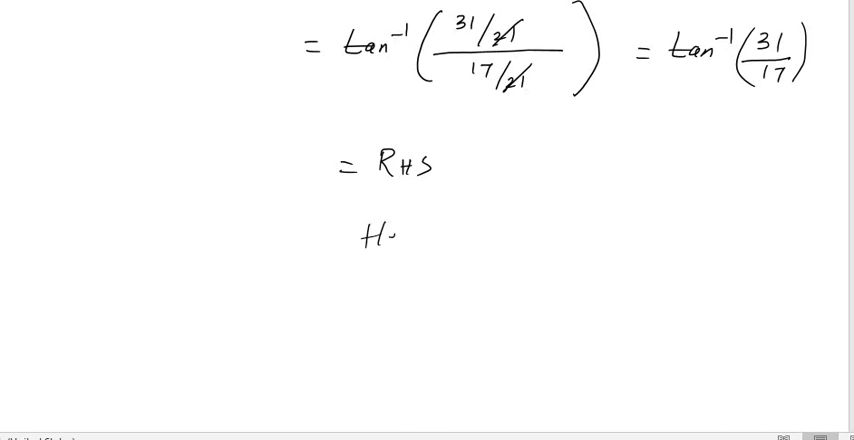 = tan⁻¹ ( (31/21) / (17/21) ) = tan⁻¹ (31/17)
= RHS
H.